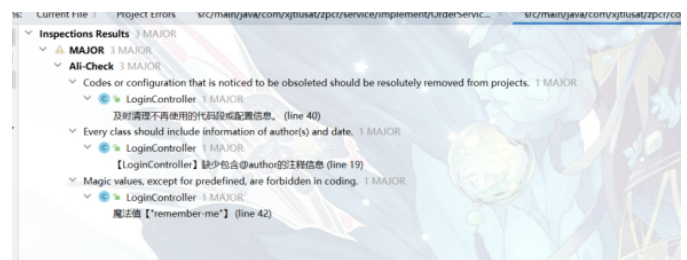 Current File 3 Project Errors src/main/java/com/xjtlusat/zpcr/service/implement/OrderServic... src/main/java/com/xjtlusat/zpcr/co
Inspections Results 3 MAJOR
MAJOR 3 MAJOR
Ali-Check 3 MAJOR
Codes or configuration that is noticed to be obsoleted should be resolutely removed from projects. 1 MAJOR
LoginController 1 MAJOR
及时清理不再使用的代码段或配置信息。 (line 40)
Every class should include information of author(s) and date. 1 MAJOR
LoginController 1 MAJOR
【LoginController】缺少包含@author的注释信息 (line 19)
Magic values, except for predefined, are forbidden in coding. 1 MAJOR
LoginController 1 MAJOR
魔法值【"remember-me"】 (line 42)